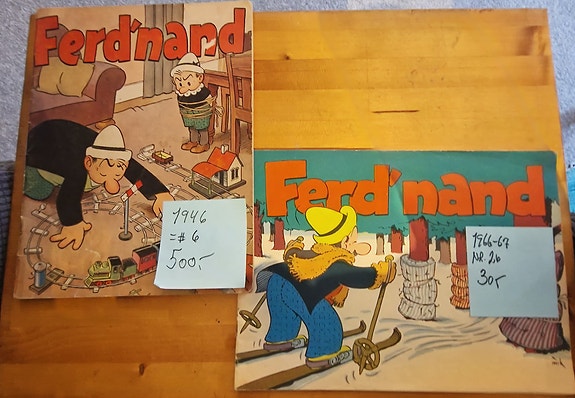 Ferd'nand
1946
=# 6
500,-
Ferd'nand
1966-67
NR. 26
30,-